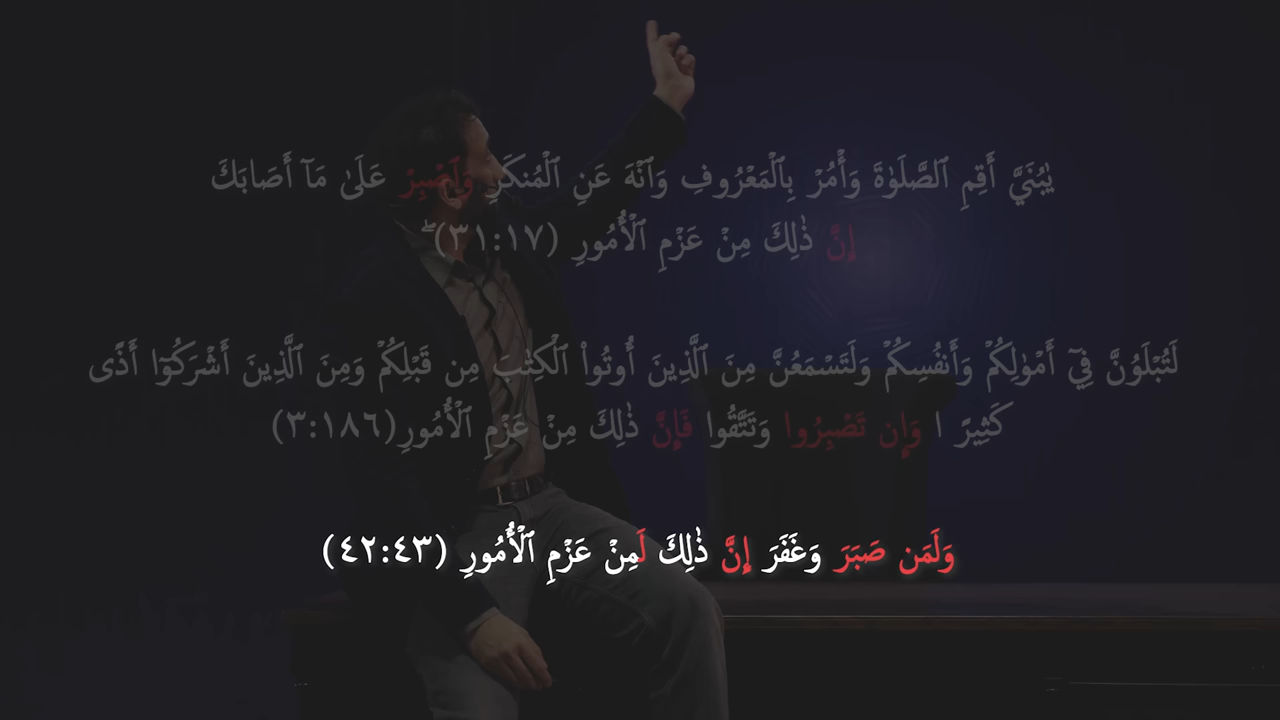 يَٰبُنَيَّ أَقِمِ ٱلصَّلَوٰةَ وَأْمُرْ بِٱلْمَعْرُوفِ وَٱنْهَ عَنِ ٱلْمُنكَرِ وَٱصْبِرْ عَلَىٰ مَآ أَصَابَكَ
إِنَّ ذَٰلِكَ مِنْ عَزْمِ ٱلْأُمُورِ (٣١:١٧) ۖ
لَتُبْلَوُنَّ فِىٓ أَمْوَٰلِكُمْ وَأَنفُسِكُمْ وَلَتَسْمَعُنَّ مِنَ ٱلَّذِينَ أُوتُوا۟ ٱلْكِتَٰبَ مِن قَبْلِكُمْ وَمِنَ ٱلَّذِينَ أَشْرَكُوٓا۟ أَذًى
كَثِيرً ا وَإِن تَصْبِرُوا وَتَتَّقُوا فَإِنَّ ذَٰلِكَ مِنْ عَزْمِ ٱلْأُمُورِ(٣:١٨٦)
وَلَمَن صَبَرَ وَغَفَرَ إِنَّ ذَٰلِكَ لَمِنْ عَزْمِ ٱلْأُمُورِ (٤٢:٤٣)